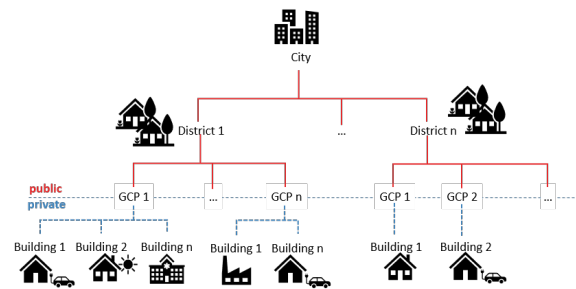 City
District 1
...
District n
public
private
GCP 1
...
GCP n
GCP 1
GCP 2
...
Building 1
Building 2
Building n
Building 1
Building n
Building 1
Building 2